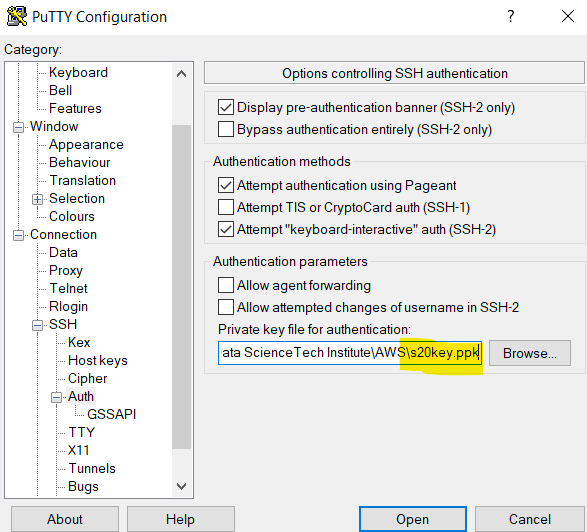 PuTTY Configuration
?
Category:
Keyboard
Bell
Features
Window
Appearance
Behaviour
Translation
Selection
Colours
Connection
Data
Proxy
Telnet
Rlogin
SSH
Kex
Host keys
Cipher
Auth
GSSAPI
TTY
X11
Tunnels
Bugs
Options controlling SSH authentication
Display pre-authentication banner (SSH-2 only)
Bypass authentication entirely (SSH-2 only)
Authentication methods
Attempt authentication using Pageant
Attempt TIS or CryptoCard auth (SSH-1)
Attempt "keyboard-interactive" auth (SSH-2)
Authentication parameters
Allow agent forwarding
Allow attempted changes of username in SSH-2
Private key file for authentication:
ata ScienceTech Institute\AWS\s20key.ppk
Browse...
About
Help
Open
Cancel